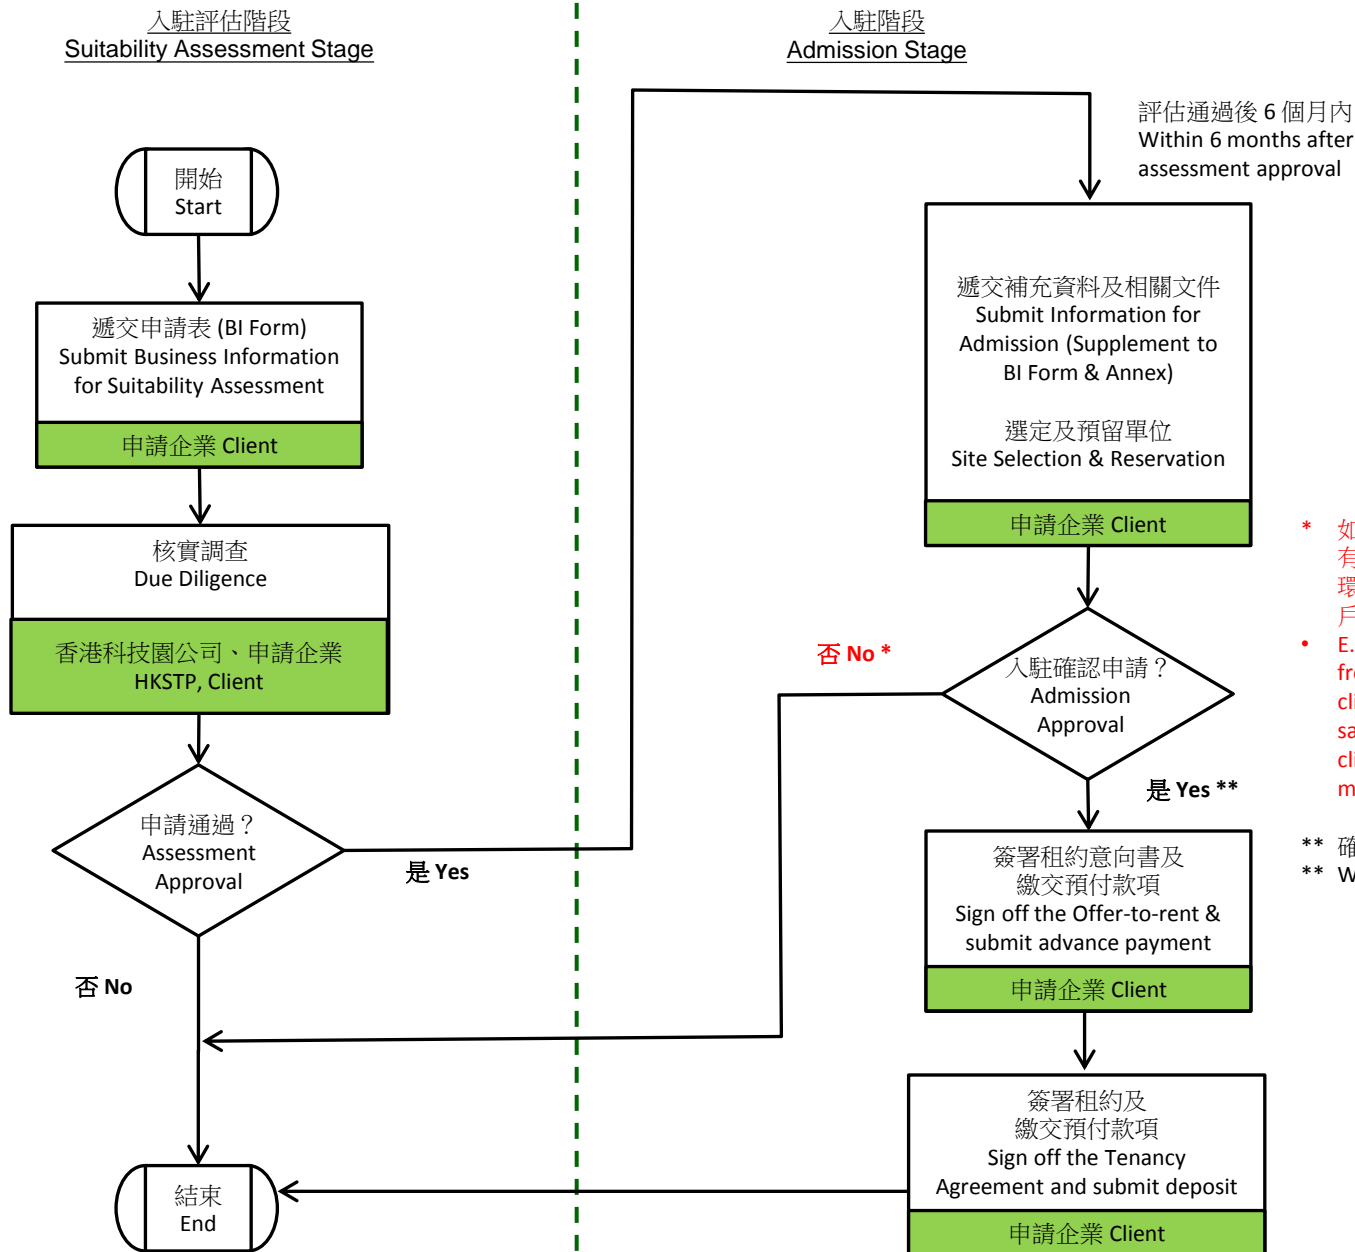 入駐評估階段
Suitability Assessment Stage
開始
Start
遞交申請表 (BI Form)
Submit Business Information
for Suitability Assessment
申請企業 Client
核實調查
Due Diligence
香港科技園公司、申請企業
HKSTP, Client
申請通過？
Assessment
Approval
是 Yes
否 No
結束
End
入駐階段
Admission Stage
評估通過後 6 個月內
Within 6 months after
assessment approval
遞交補充資料及相關文件
Submit Information for
Admission (Supplement to
BI Form & Annex)
選定及預留單位
Site Selection & Reservation
申請企業 Client
入駐確認申請？
Admission
Approval
否 No *
是 Yes **
簽署租約意向書及
繳交預付款項
Sign off the Offer-to-rent &
submit advance payment
申請企業 Client
簽署租約及
繳交預付款項
Sign off the Tenancy
Agreement and submit deposit
申請企業 Client
* 如
有
環
戶
• E.
fr
cli
sa
cli
m
** 確
** W